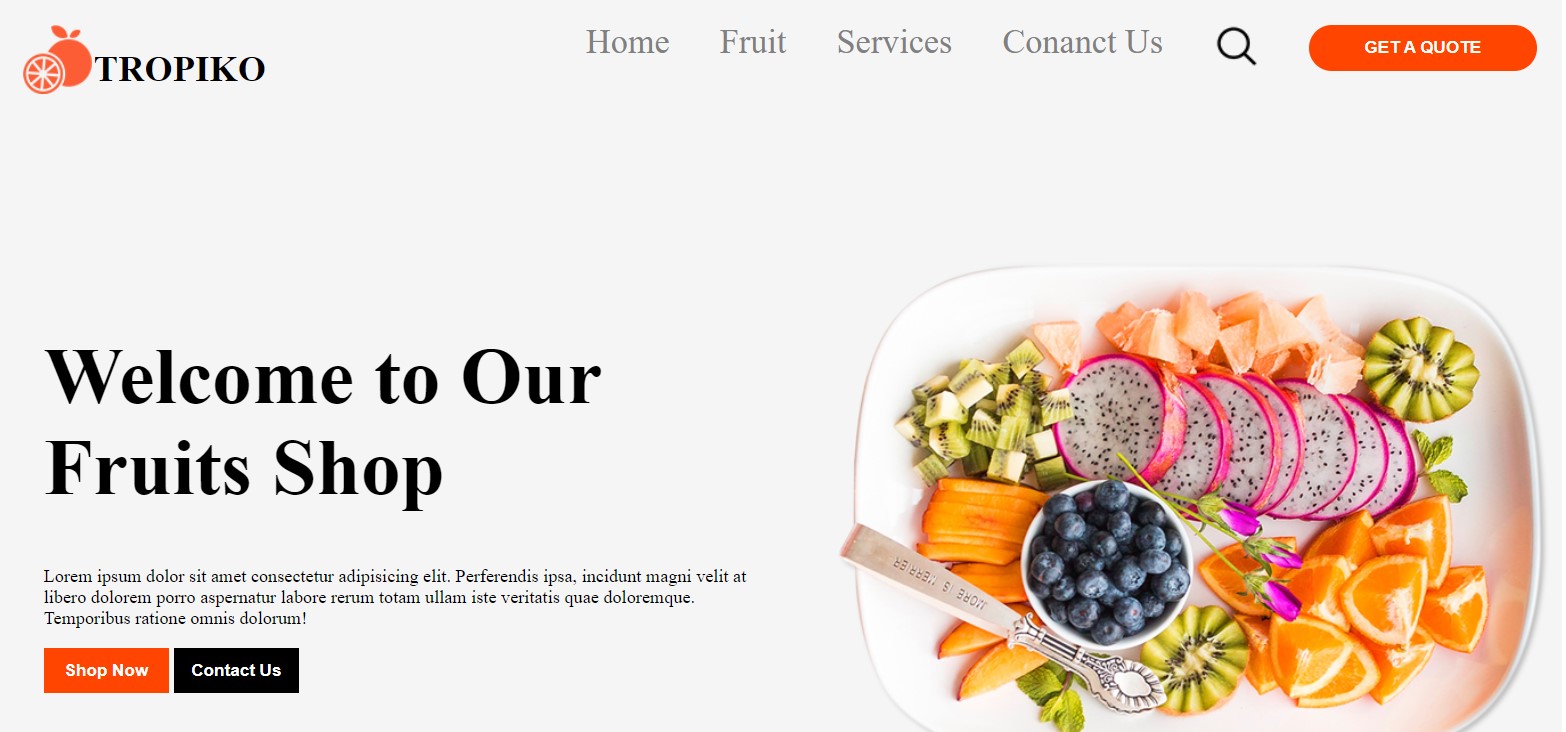 TROPIKO
Home Fruit Services Conanct Us
GET A QUOTE
Welcome to Our
Fruits Shop
Lorem ipsum dolor sit amet consectetur adipisicing elit. Perferendis ipsa, incidunt magni velit at
libero dolorem porro aspernatur labore rerum totam ullam iste veritatis quae doloremque.
Temporibus ratione omnis dolorum!
Shop Now
Contact Us
MORE IS MERRIER